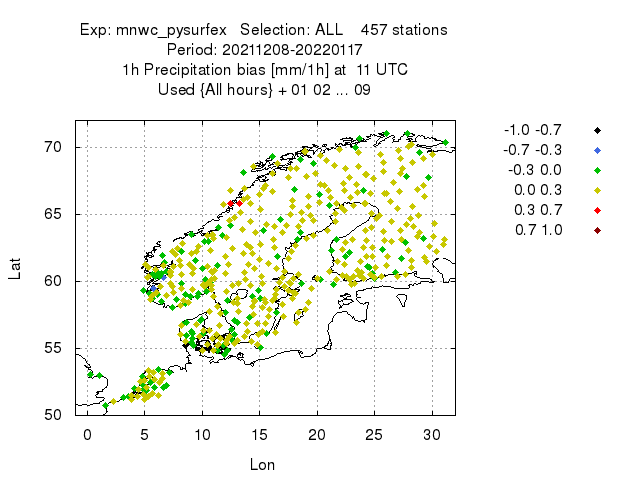 Exp: mnwc_pysurfex   Selection: ALL    457 stations
Period: 20211208-20220117
1h Precipitation bias [mm/1h] at  11 UTC
Used {All hours} + 01 02 ... 09
-1.0 -0.7
-0.7 -0.3
-0.3 0.0
0.0 0.3
0.3 0.7
0.7 1.0
70
65
60
55
50
Lat
0 5 10 15 20 25 30
Lon